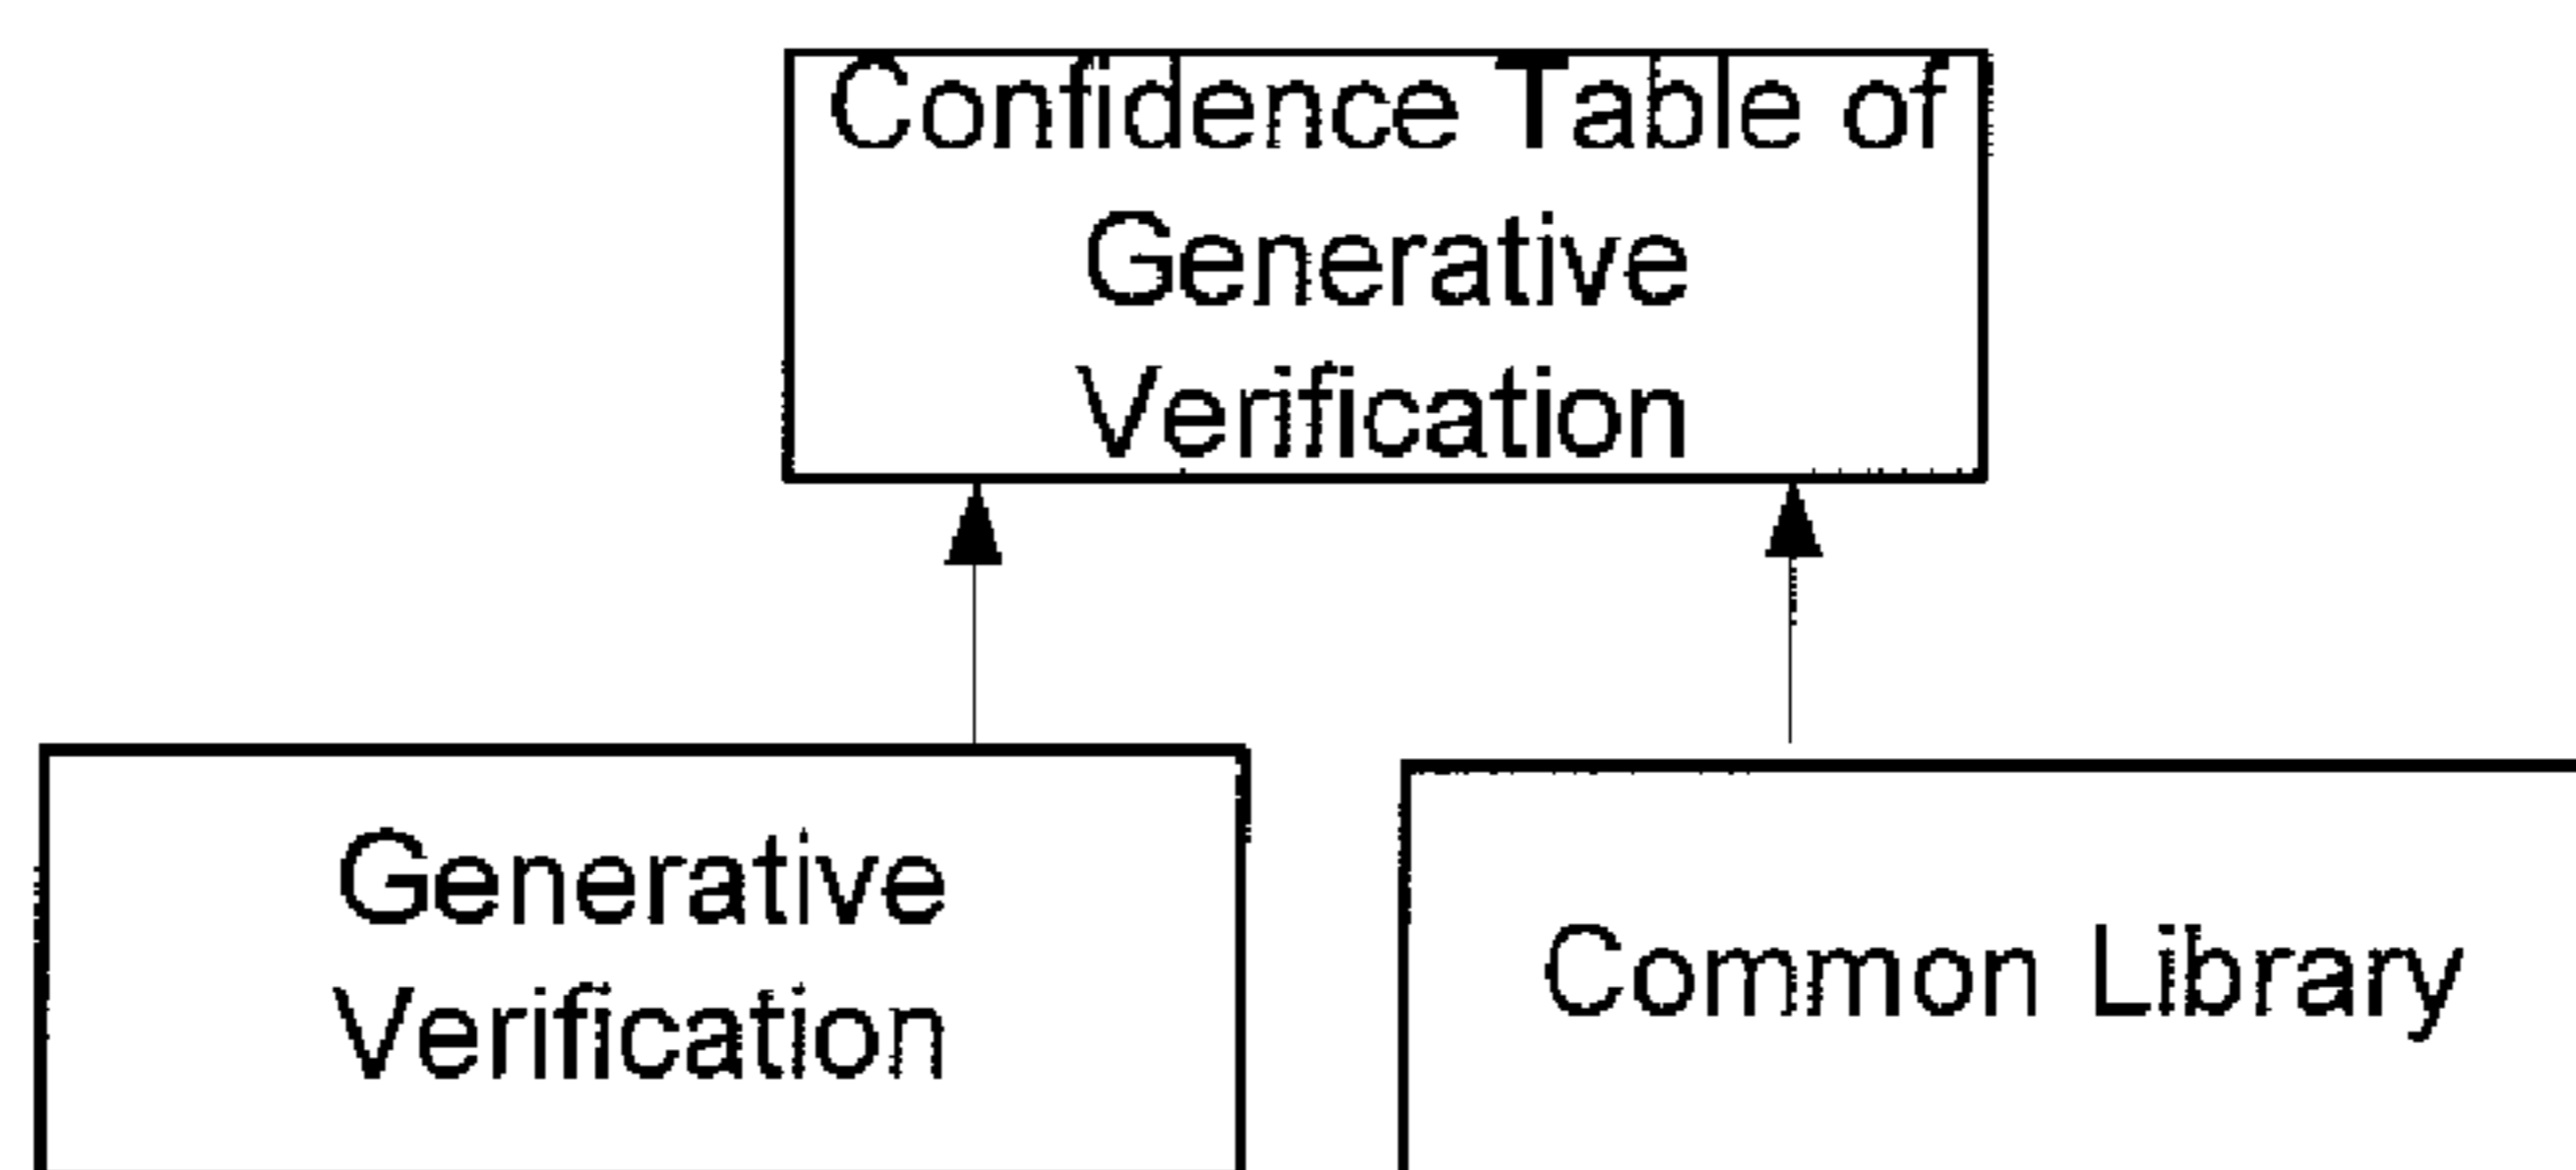 Confidence Table of
Generative
Verification
Generative
Verification
Common Library